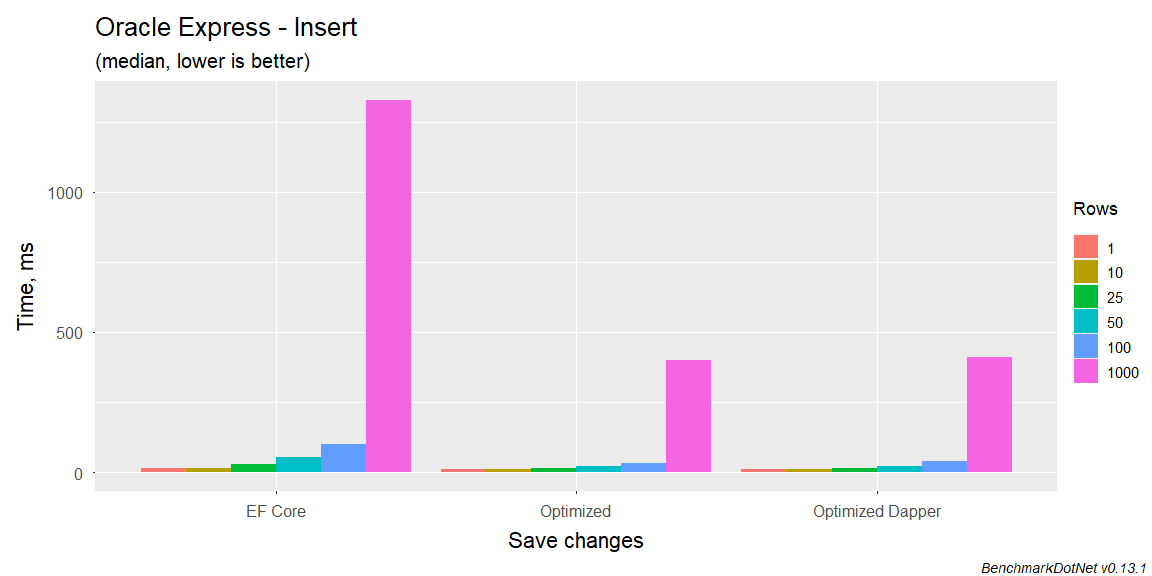 Oracle Express - Insert
(median, lower is better)
Time, ms
1000
500
0
EF Core
Optimized
Optimized Dapper
Save changes
Rows
1
10
25
50
100
1000
BenchmarkDotNet v0.13.1